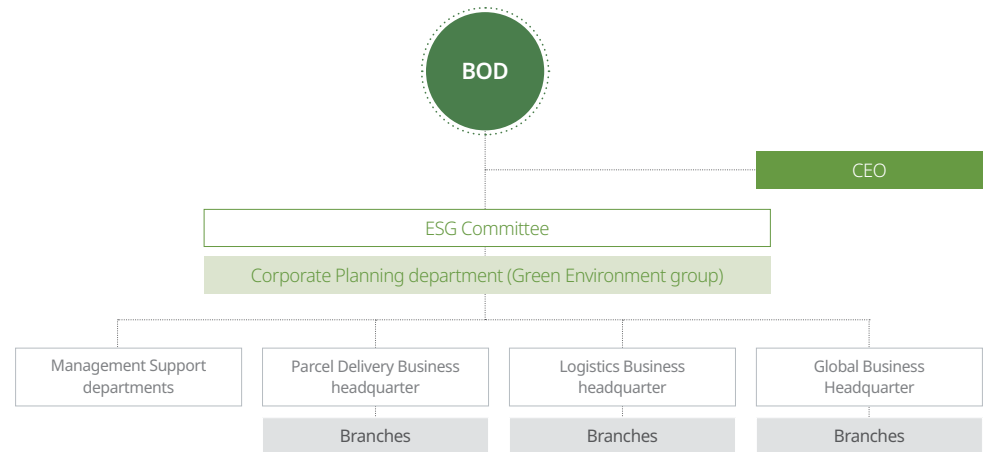 BOD
CEO
ESG Committee
Corporate Planning department (Green Environment group)
Management Support
departments
Parcel Delivery Business
headquarter
Logistics Business
headquarter
Global Business
Headquarter
Branches
Branches
Branches